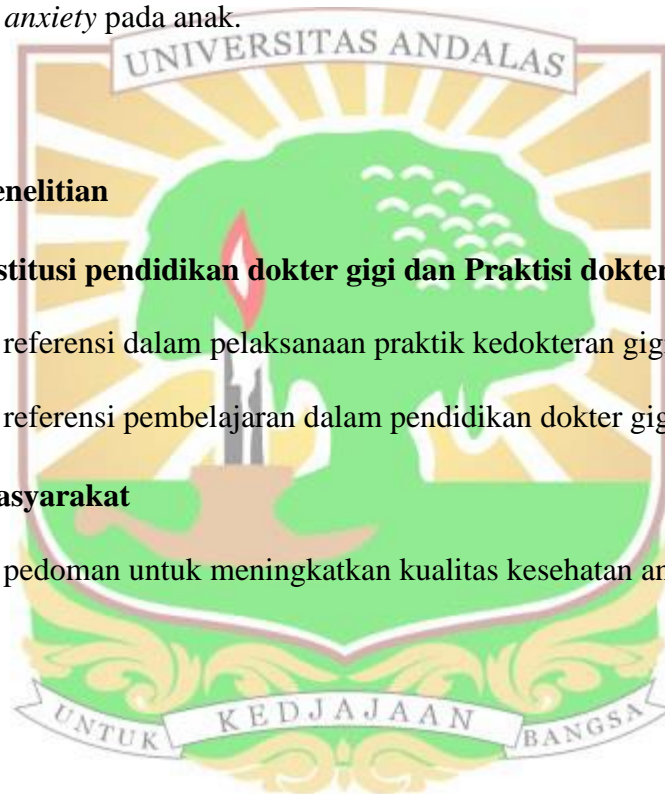 anxiety pada anak.
UNIVERSITAS ANDALAS
enelitian
stitusi pendidikan dokter gigi dan Praktisi dokter
referensi dalam pelaksanaan praktik kedokteran gig
referensi pembelajaran dalam pendidikan dokter gig
asyarakat
pedoman untuk meningkatkan kualitas kesehatan an
UNTUK KEDJAJAAN BANGSA